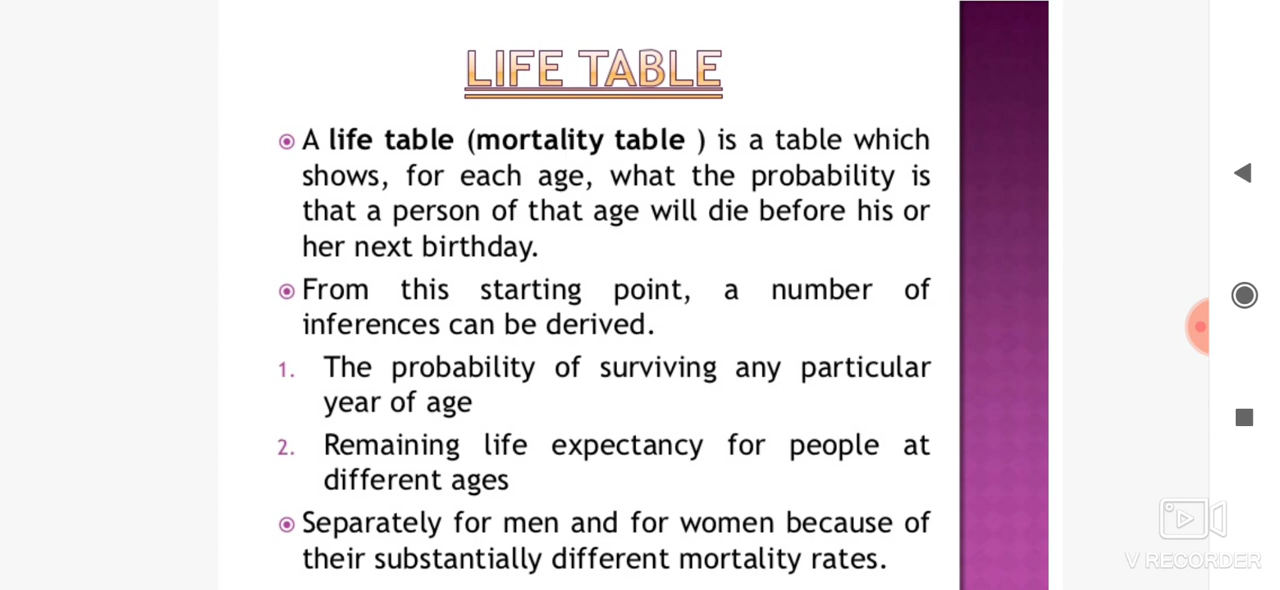 LIFE TABLE
A life table (mortality table ) is a table which
shows, for each age, what the probability is
that a person of that age will die before his or
her next birthday.
From this starting point, a number of
inferences can be derived.
1. The probability of surviving any particular
year of age
2. Remaining life expectancy for people at
different ages
Separately for men and for women because of
their substantially different mortality rates.
V RECORDER